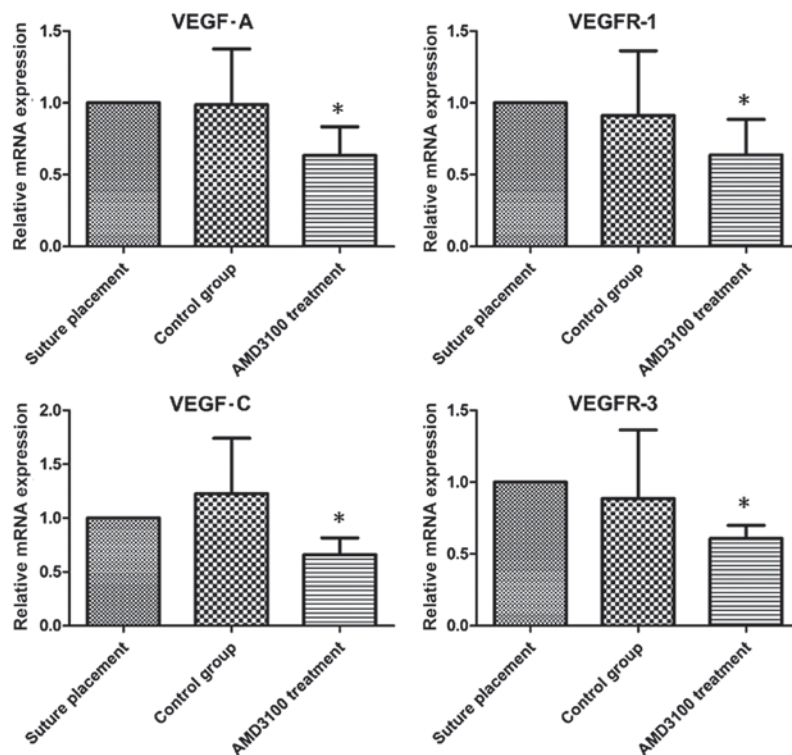 VEGF-A
Relative mRNA expression
1.5
1.0
0.5
0.0
*
Suture placement
Control group
AMD3100 treatment
VEGFR-1
Relative mRNA expression
1.5
1.0
0.5
0.0
*
Suture placement
Control group
AMD3100 treatment
VEGF-C
Relative mRNA expression
2.0
1.5
1.0
0.5
0.0
*
Suture placement
Control group
AMD3100 treatment
VEGFR-3
Relative mRNA expression
1.5
1.0
0.5
0.0
*
Suture placement
Control group
AMD3100 treatment